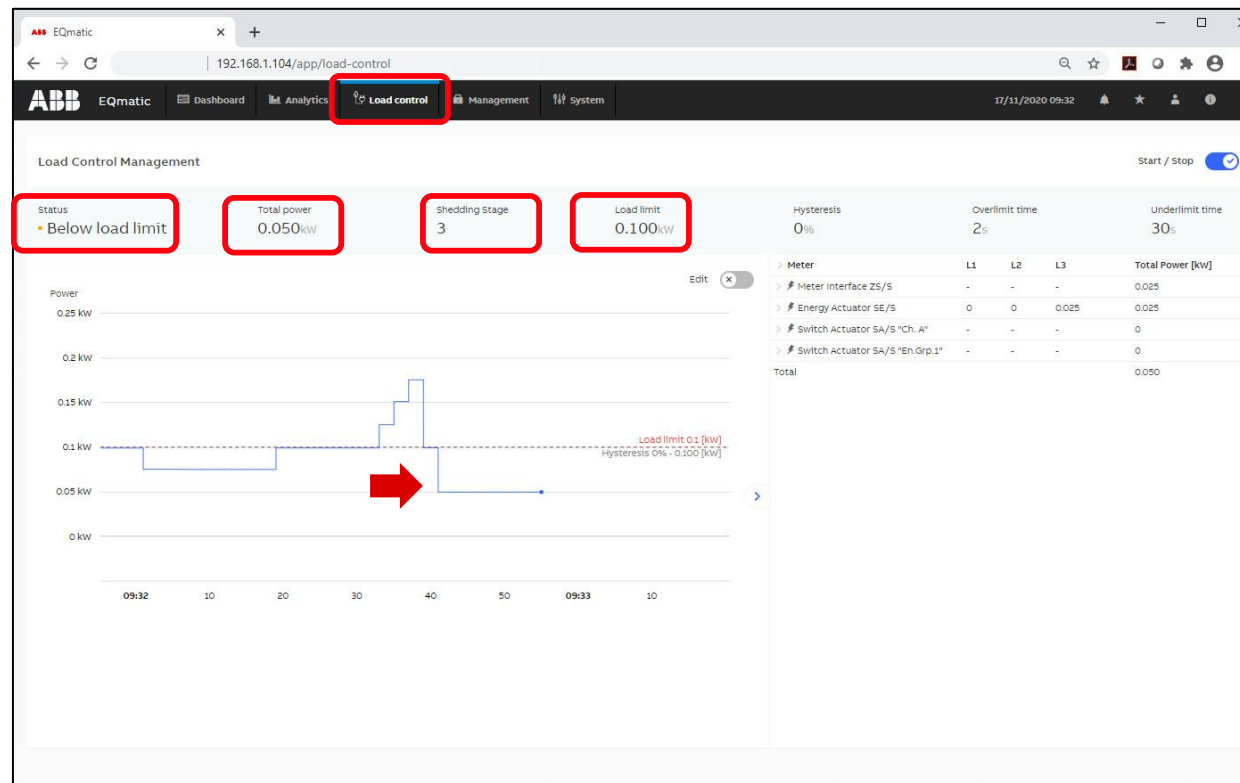 ABB EQmatic
192.168.1.104/app/load-control
ABB EQmatic Dashboard Analytics Load control Management System 17/11/2020 09:32
Load Control Management Start / Stop
Status Total power Shedding Stage Load limit Hysteresis Overlimit time Underlimit time
Below load limit 0.050kW 3 0.100kW 0% 2s 30s
Edit
Power
0.25 kW
0.2 kW
0.15 kW
0.1 kW
Load limit 0.1 [kW]
Hysteresis 0% - 0.100 [kW]
0.05 kW
0 kW
09:32 10 20 30 40 50 09:33 10
Meter L1 L2 L3 Total Power [kW]
Meter Interface ZS/S - - - 0.025
Energy Actuator SE/S 0 0 0.025 0.025
Switch Actuator SA/S "Ch. A" - - - 0
Switch Actuator SA/S "En.Grp.1" - - - 0
Total 0.050